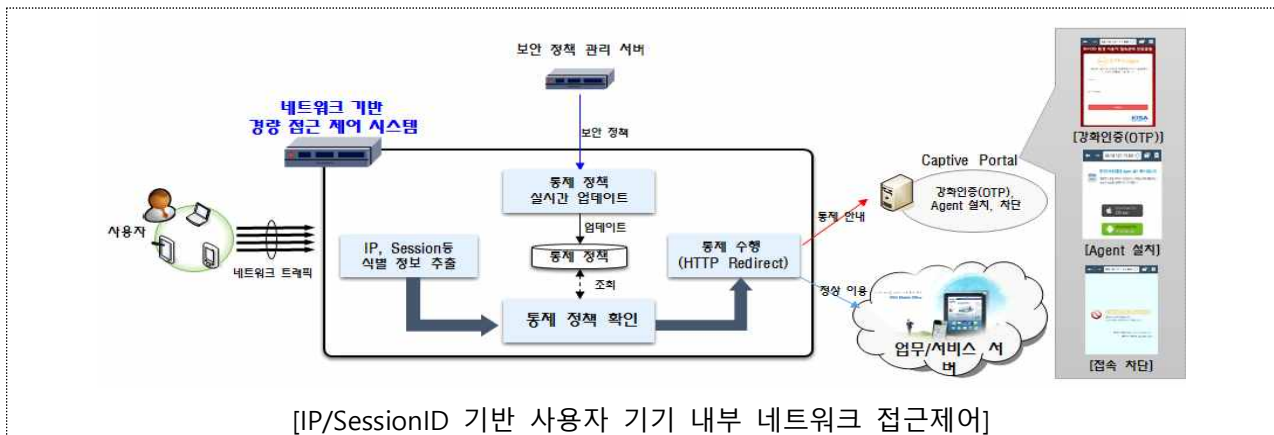 보안 정책 관리 서버
네트워크 기반
경량 접근 제어 시스템
보안 정책
통제 정책
실시간 업데이트
업데이트
통제 정책
조회
사용자
네트워크 트래픽
IP, Session등
식별 정보 추출
통제 정책 확인
통제 수행
(HTTP Redirect)
통제 안내
정상 이용
Captive Portal
강화인증(OTP),
Agent 설치, 차단
업무/서비스 서
버
KISA
[강화인증(OTP)]
[Agent 설치]
[접속 차단]
[IP/SessionID 기반 사용자 기기 내부 네트워크 접근제어]